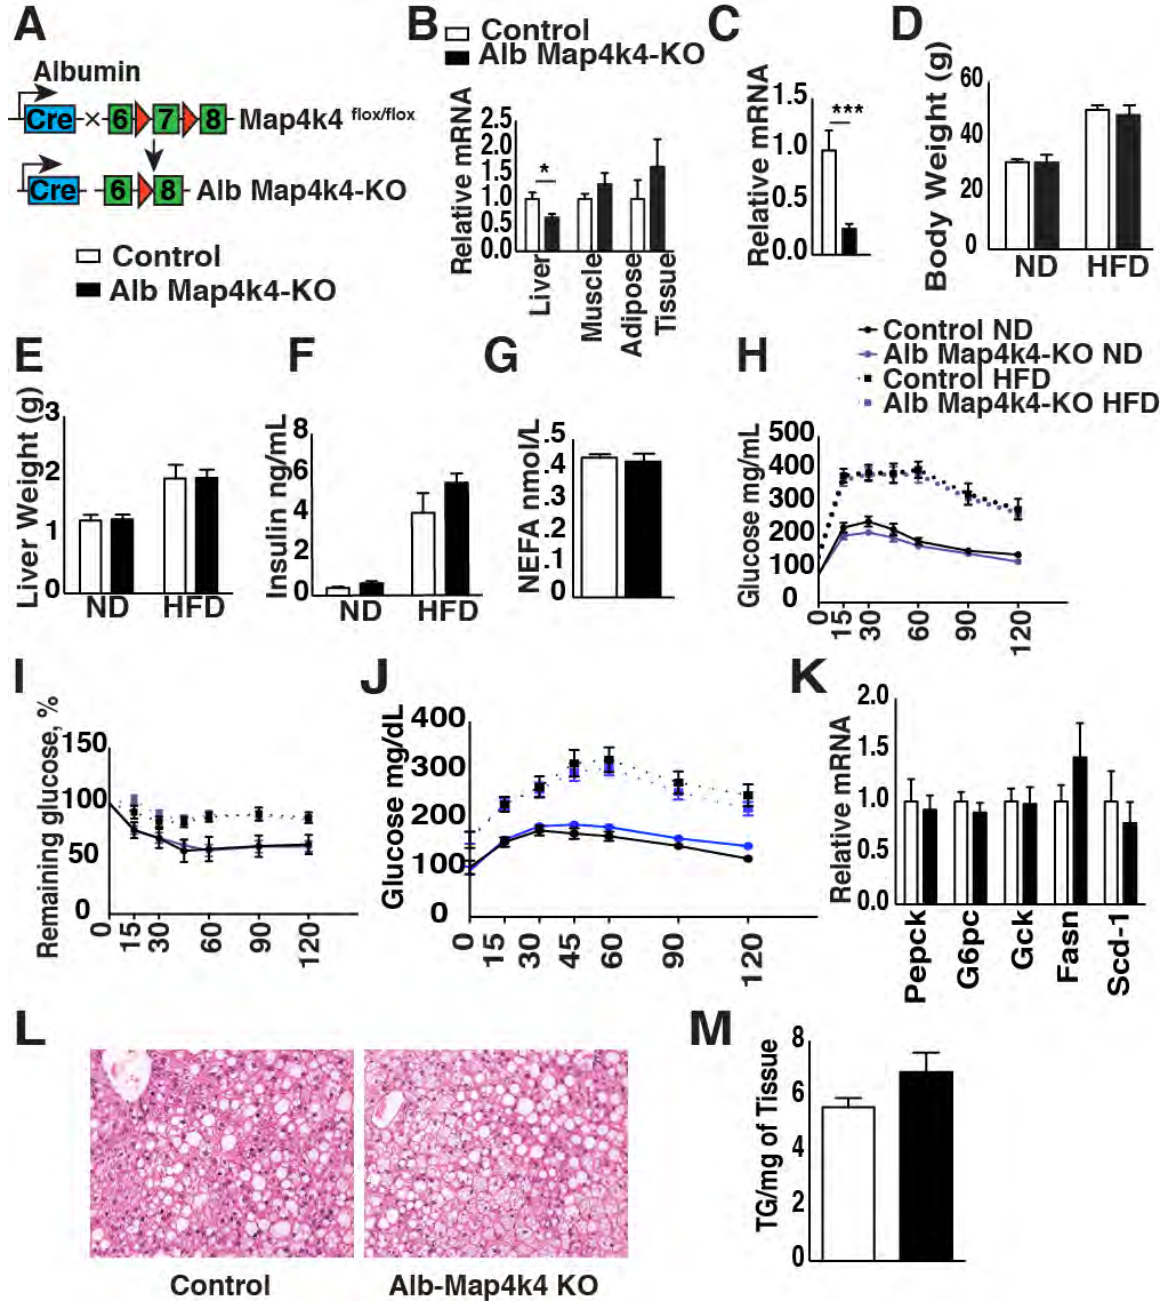 A
Albumin
Cre × 6 7 8 Map4k4 flox/flox
Cre 6 8 Alb Map4k4-KO
Control
Alb Map4k4-KO
B
Control
Alb Map4k4-KO
Relative mRNA
2.5
2.0
1.5
1.0
0.5
0.0
*
Liver
Muscle
Adipose
Tissue
C
Relative mRNA
1.5
1.0
0.5
0.0
***
D
Body Weight (g)
60
40
20
0
ND HFD
E
Liver Weight (g)
3
2
1
0
ND HFD
F
Insulin ng/mL
8
6
4
2
0
ND HFD
G
NEFA nmol/L
.5
.4
.3
.2
.1
0
H
Control ND
Alb Map4k4-KO ND
Control HFD
Alb Map4k4-KO HFD
Glucose mg/mL
500
400
300
200
100
0
0 15 30 60 90 120
I
Remaining glucose, %
150
100
50
0
0 15 30 60 90 120
J
Glucose mg/dL
400
300
200
100
0
0 15 30 45 60 90 120
K
Relative mRNA
2.0
1.5
1.0
0.5
0.0
Pepck
G6pc
Gck
Fasn
Scd-1
L
Control Alb-Map4k4 KO
M
TG/mg of Tissue
8
6
4
2
0